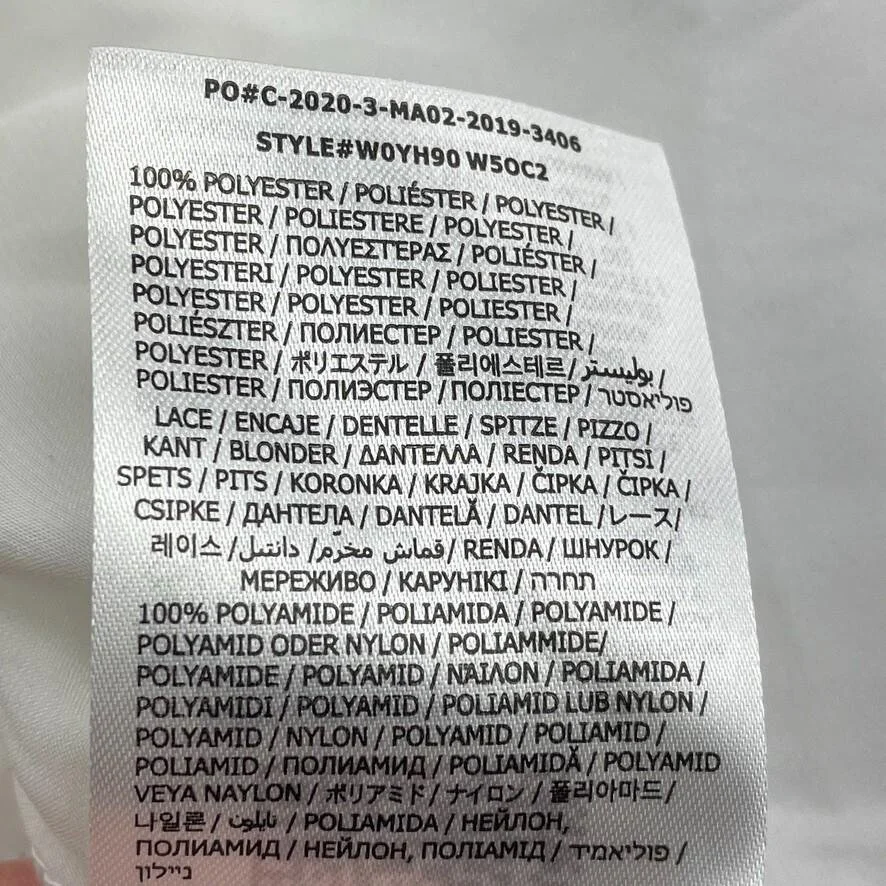 PO#C-2020-3-MA02-2019-3406
STYLE#W0YH90 W5OC2
100% POLYESTER / POLIÉSTER / POLYESTER /
POLYESTER / POLIESTERE / POLYESTER /
POLYESTER / ΠΟΛΥΕΣΤΕΡΑΣ / POLIÉSTER /
POLYESTERI / POLYESTER / POLYESTER /
POLYESTER / POLYESTER / POLIESTER /
POLIÉSZTER / ПОЛИЕСТЕР / POLIESTER /
POLYESTER / ポリエステル / 폴리에스테르/ بوليستر /
POLIESTER / ПОЛИЭСТЕР /ПОЛІЕСТЕР / פוליאסטר
LACE / ENCAJE / DENTELLE / SPITZE / PIZZO /
KANT / BLONDER / ΔΑΝΤΕΛΛΑ / RENDA / PITSI /
SPETS / PITS / KORONKA / KRAJKA / ČIPKA / ČIPKA /
CSIPKE / ДАНТЕЛА / DANTELĂ / DANTEL /レース/
레이스 / دانتيل /قماش مخرّم / RENDA / ШНУРОК /
МЕРЕЖИВО / КАРУНІКІ / תחרה
100% POLYAMIDE / POLIAMIDA / POLYAMIDE /
POLYAMID ODER NYLON / POLIAMMIDE/
POLYAMIDE / POLYAMID / ΝΑΪΛΟΝ / POLIAMIDA /
POLYAMIDI / POLYAMID / POLIAMID LUB NYLON /
POLYAMID / NYLON / POLYAMID / POLIAMID /
POLIAMID / ПОЛИАМИД / POLIAMIDĂ / POLYAMID
VEYA NAYLON / ポリアミド/ ナイロン / 폴리아마드/
나일론 / نايلون / POLIAMIDA / НЕЙЛОН,
ПОЛИАМИД / НЕЙЛОН, ПОЛІАМІД / פוליאמיד /
ניילון